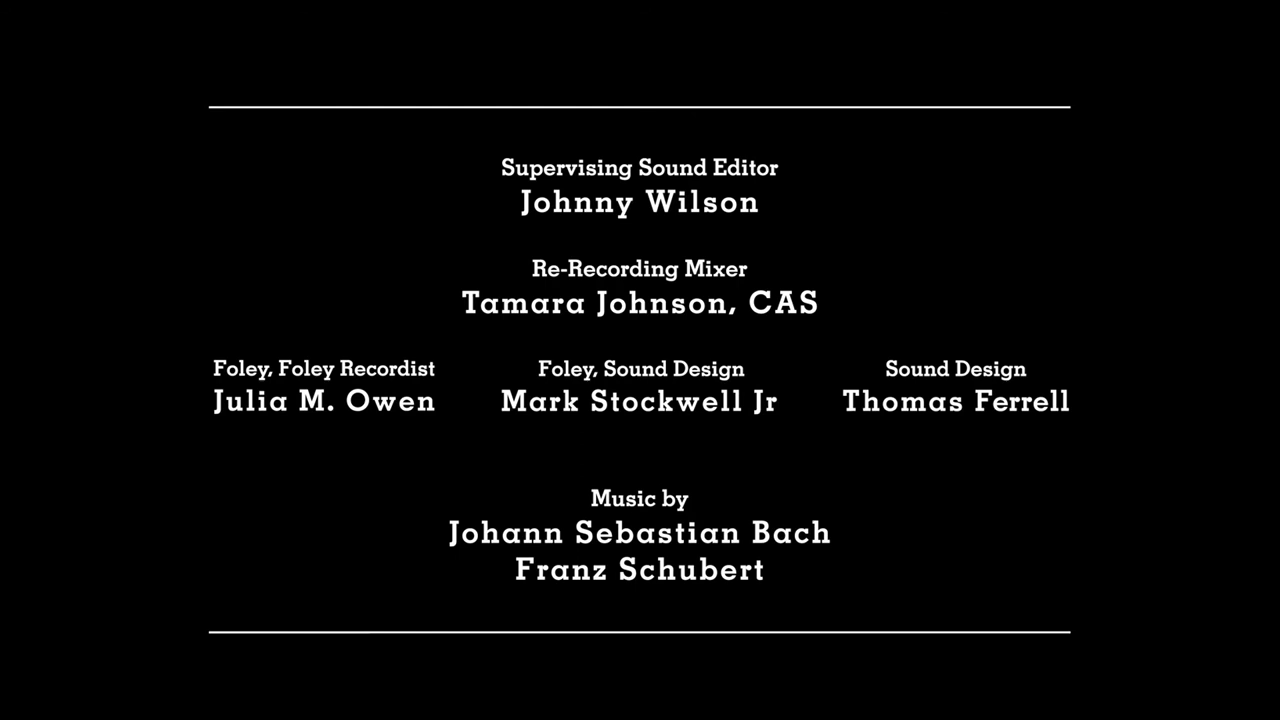 Supervising Sound Editor
Johnny Wilson
Re-Recording Mixer
Tamara Johnson, CAS
Foley, Foley Recordist
Julia M. Owen
Foley, Sound Design
Mark Stockwell Jr
Sound Design
Thomas Ferrell
Music by
Johann Sebastian Bach
Franz Schubert